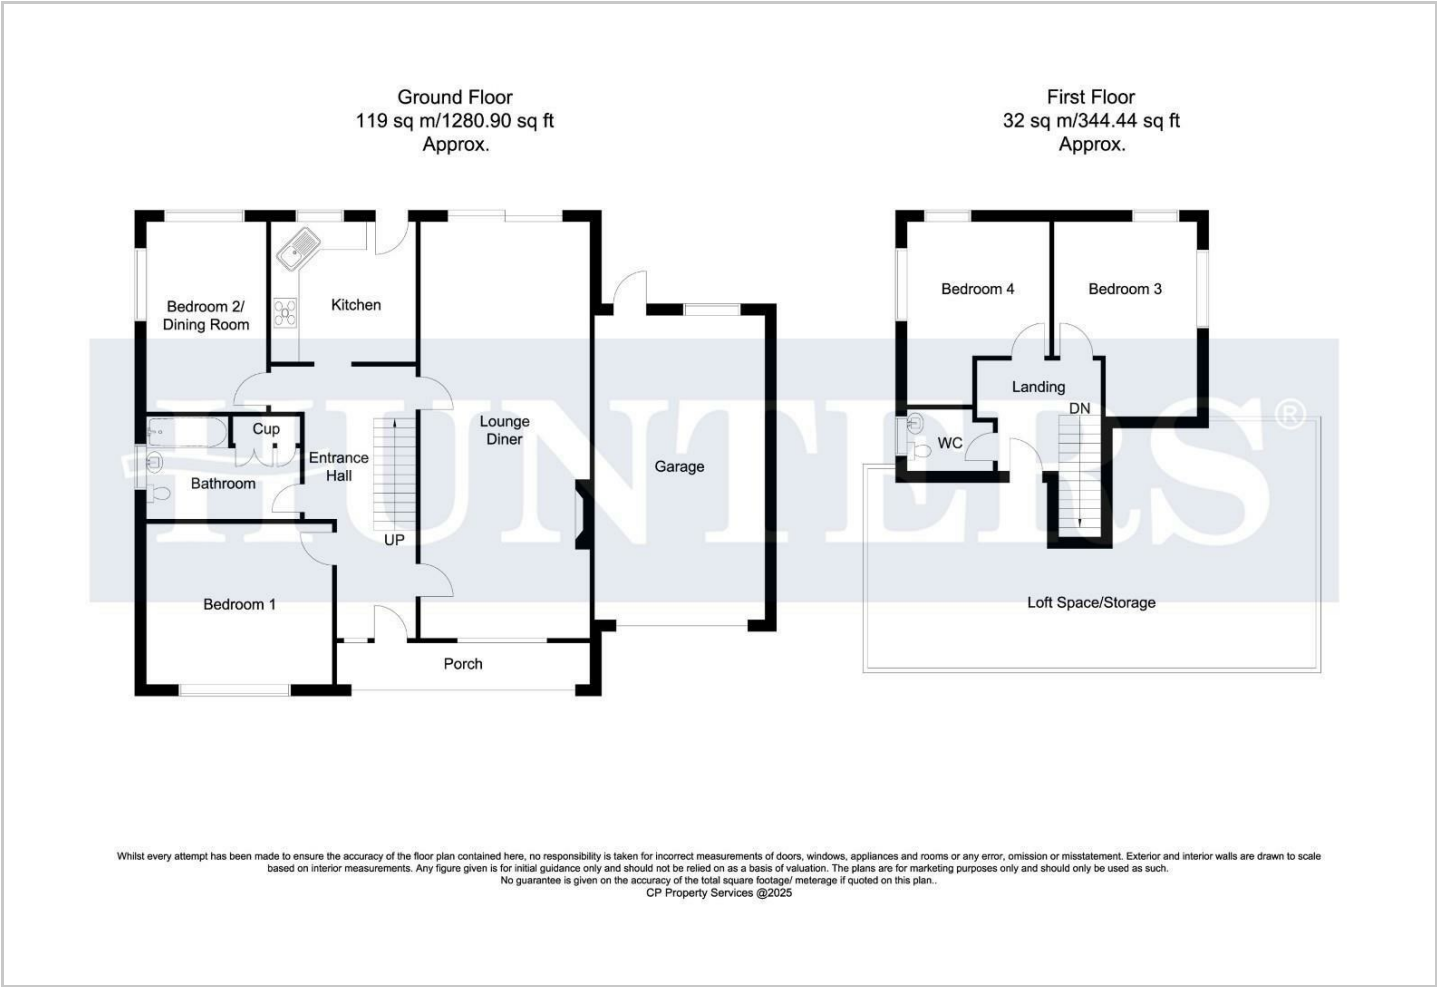 Ground Floor
119 sq m/1280.90 sq ft
Approx.
First Floor
32 sq m/344.44 sq ft
Approx.
Bedroom 2/
Dining Room
Kitchen
Lounge
Diner
Cup
Entrance
Hall
Bathroom
UP
Bedroom 1
Porch
Garage
Bedroom 4
Bedroom 3
Landing
DN
WC
Loft Space/Storage
HUNTERS®
Whilst every attempt has been made to ensure the accuracy of the floor plan contained here, no responsibility is taken for incorrect measurements of doors, windows, appliances and rooms or any error, omission or misstatement. Exterior and interior walls are drawn to scale
based on interior measurements. Any figure given is for initial guidance only and should not be relied on as a basis of valuation. The plans are for marketing purposes only and should only be used as such.
No guarantee is given on the accuracy of the total square footage/ meterage if quoted on this plan..
CP Property Services @2025